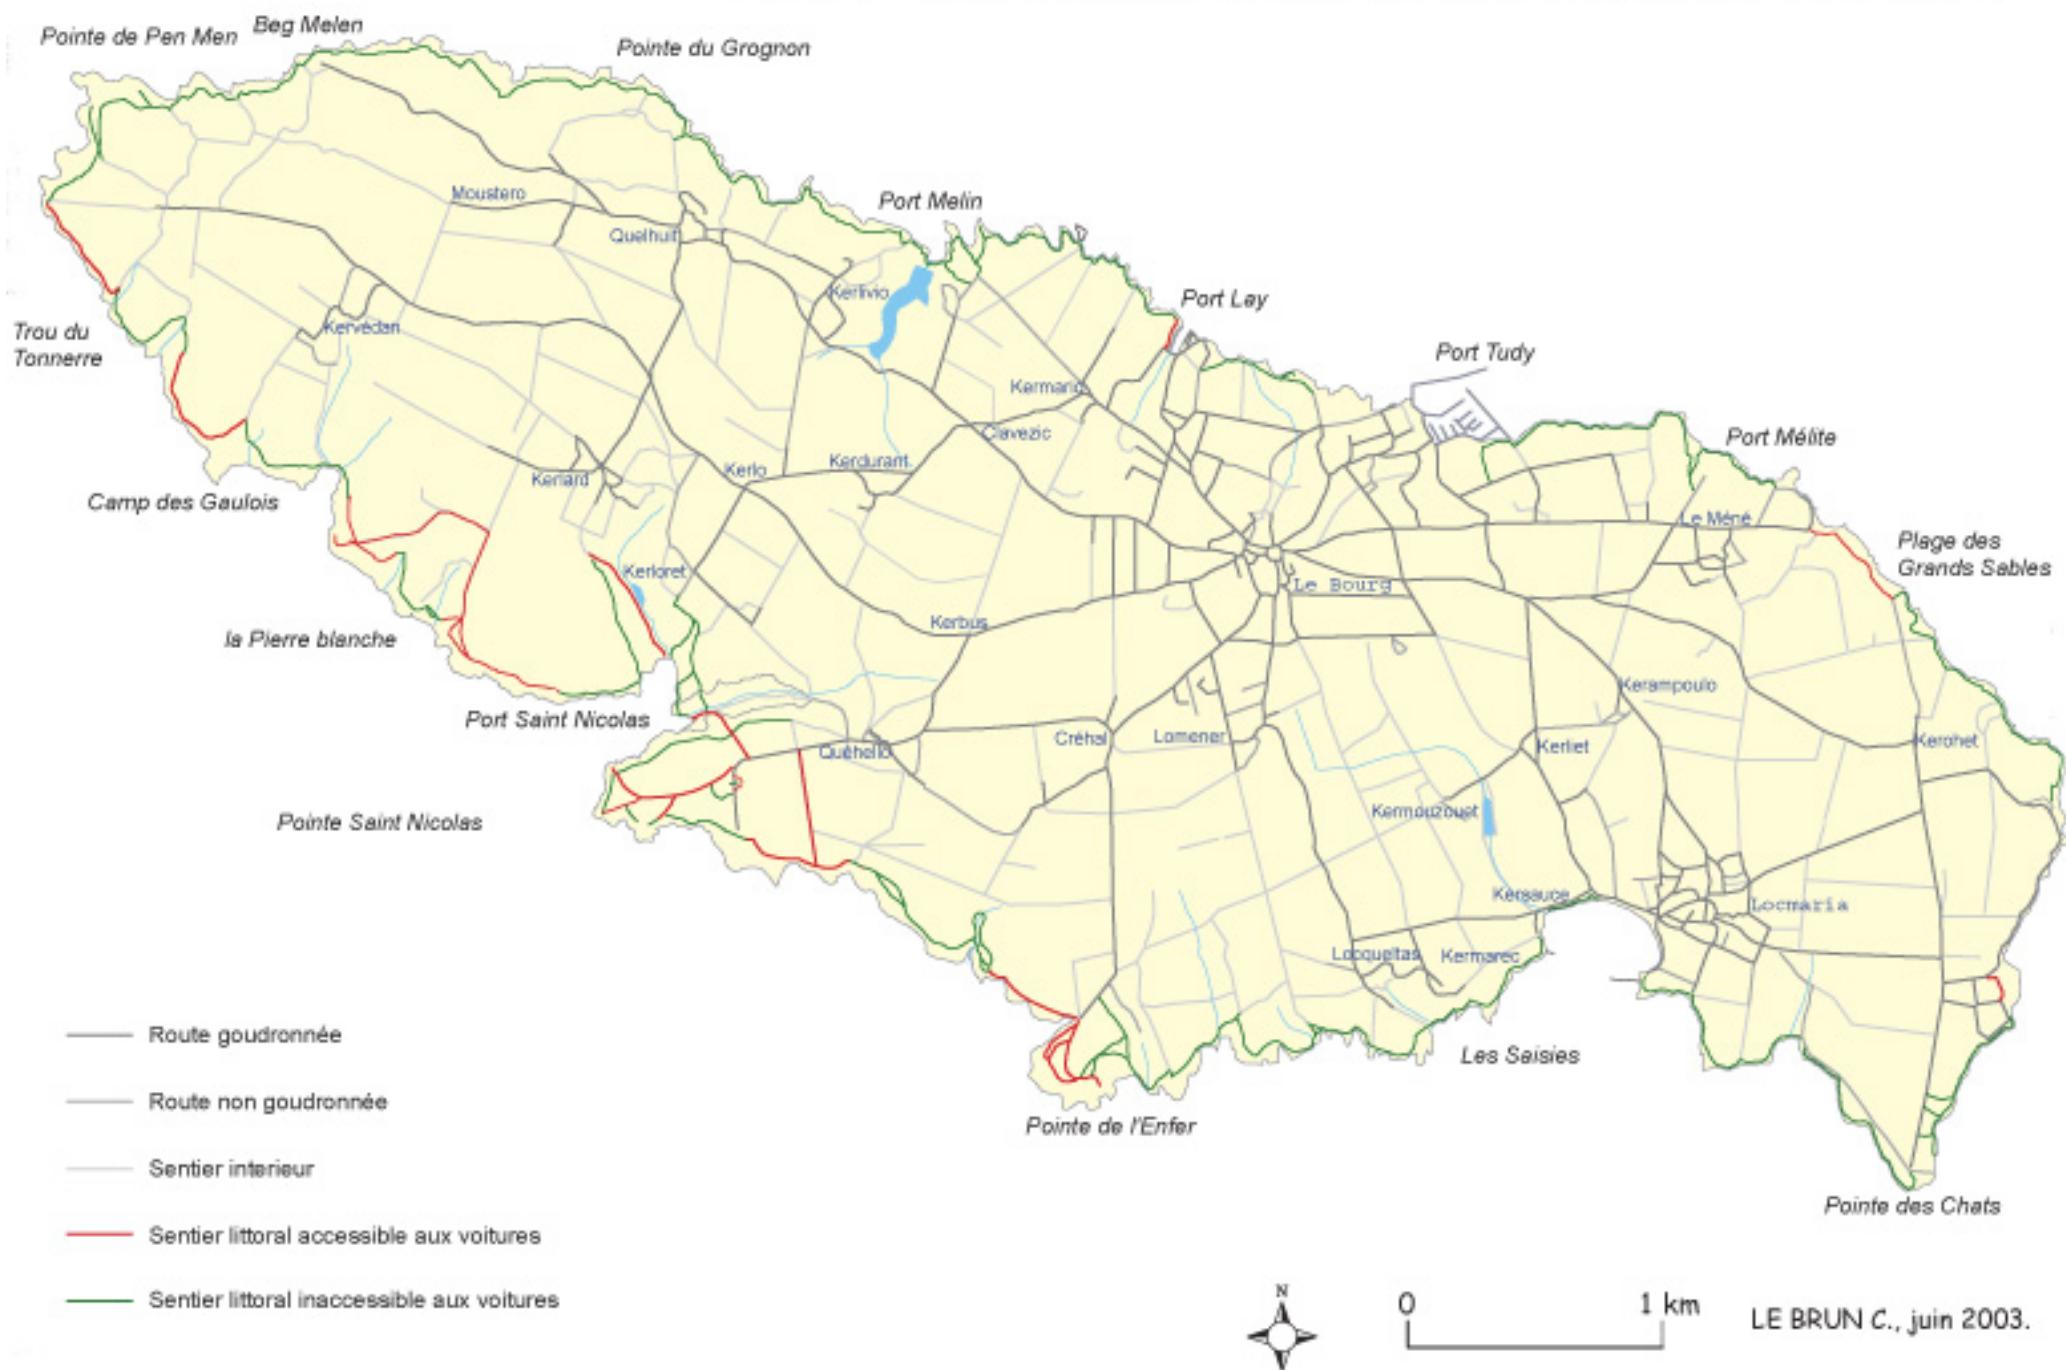 Pointe de Pen Men
Beg Melen
Pointe du Grognon
Port Melin
Moustero
Quelhuit
Kerlivio
Port Lay
Trou du
Tonnerre
Kervédan
Port Tudy
Kermario
Clavezic
Port Mélite
Camp des Gaulois
Kerlard
Kerlo
Kerdurant
Le Méné
Plage des
Grands Sables
Kerloret
Le Bourg
la Pierre blanche
Kerbus
Kerampoulo
Port Saint Nicolas
Quéhello
Créhal
Lomener
Kerliet
Kerohet
Pointe Saint Nicolas
Kermouzouet
Kersauce
Locmaria
Locqueltas
Kermarec
Les Saisies
Pointe de l'Enfer
Pointe des Chats
Route goudronnée
Route non goudronnée
Sentier interieur
Sentier littoral accessible aux voitures
Sentier littoral inaccessible aux voitures
N
0
1 km
LE BRUN C., juin 2003.